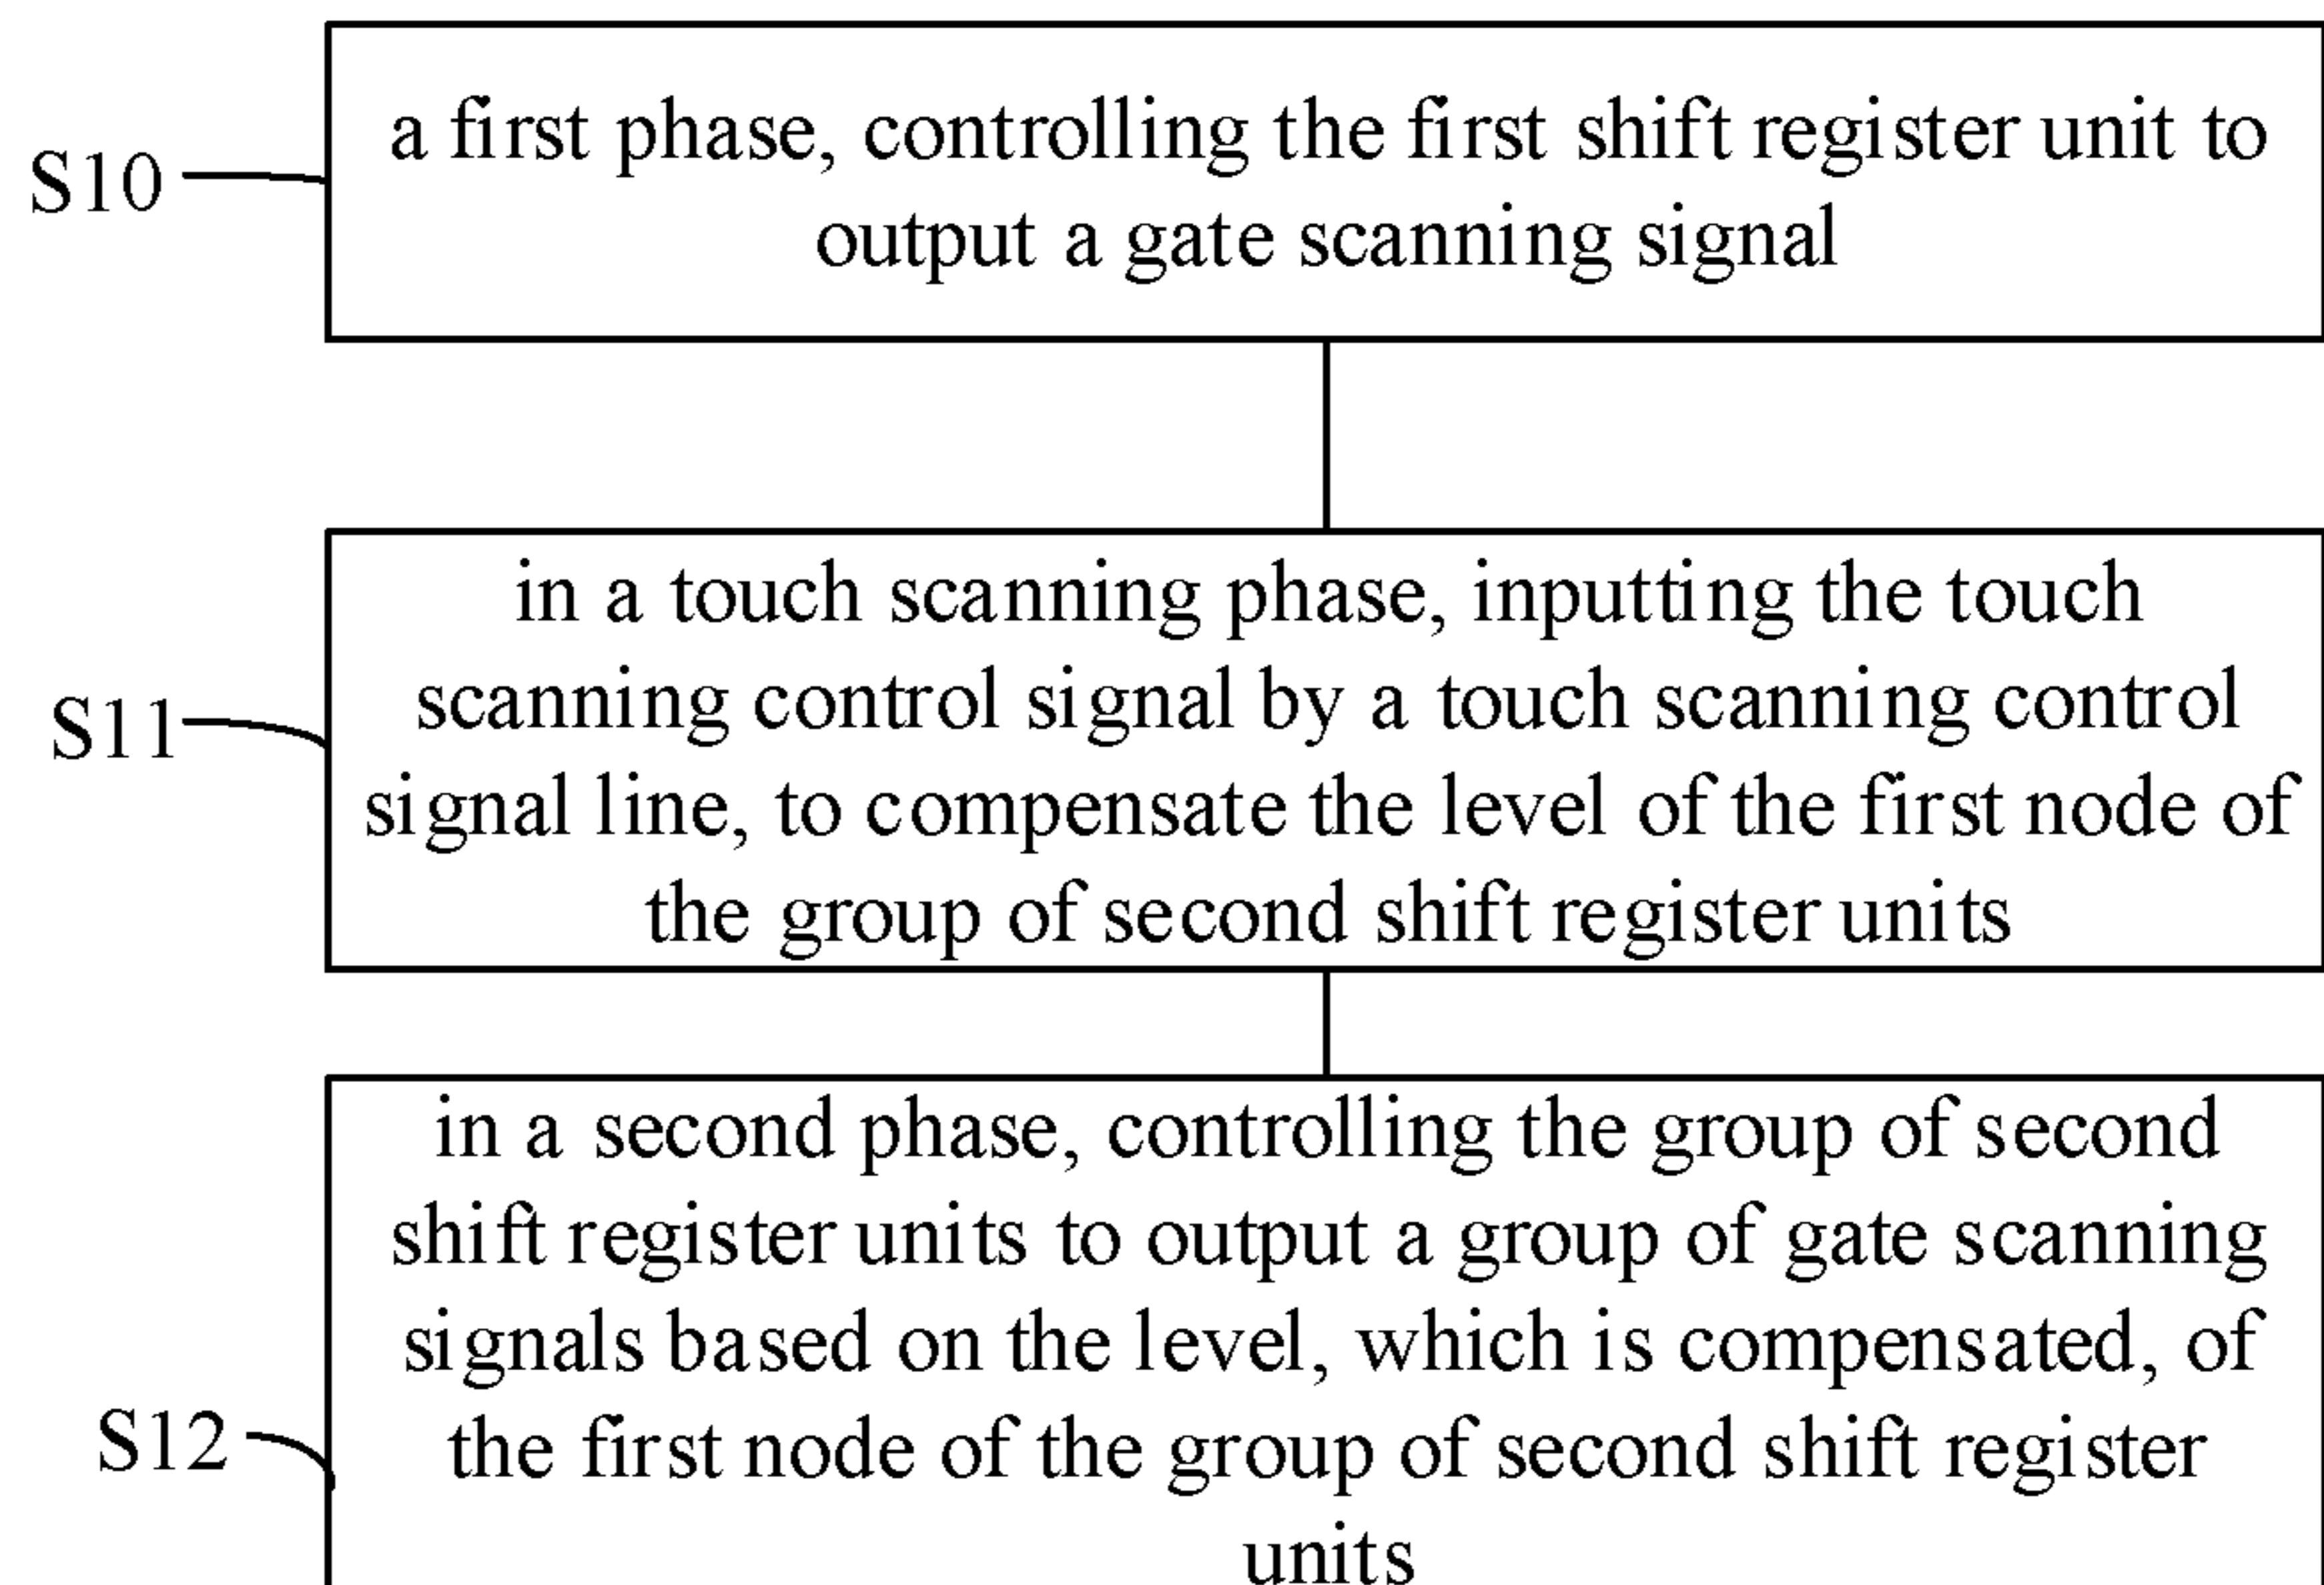 S10
a first phase, controlling the first shift register unit to
output a gate scanning signal
S11
in a touch scanning phase, inputting the touch
scanning control signal by a touch scanning control
signal line, to compensate the level of the first node of
the group of second shift register units
S12
in a second phase, controlling the group of second
shift register units to output a group of gate scanning
signals based on the level, which is compensated, of
the first node of the group of second shift register
units